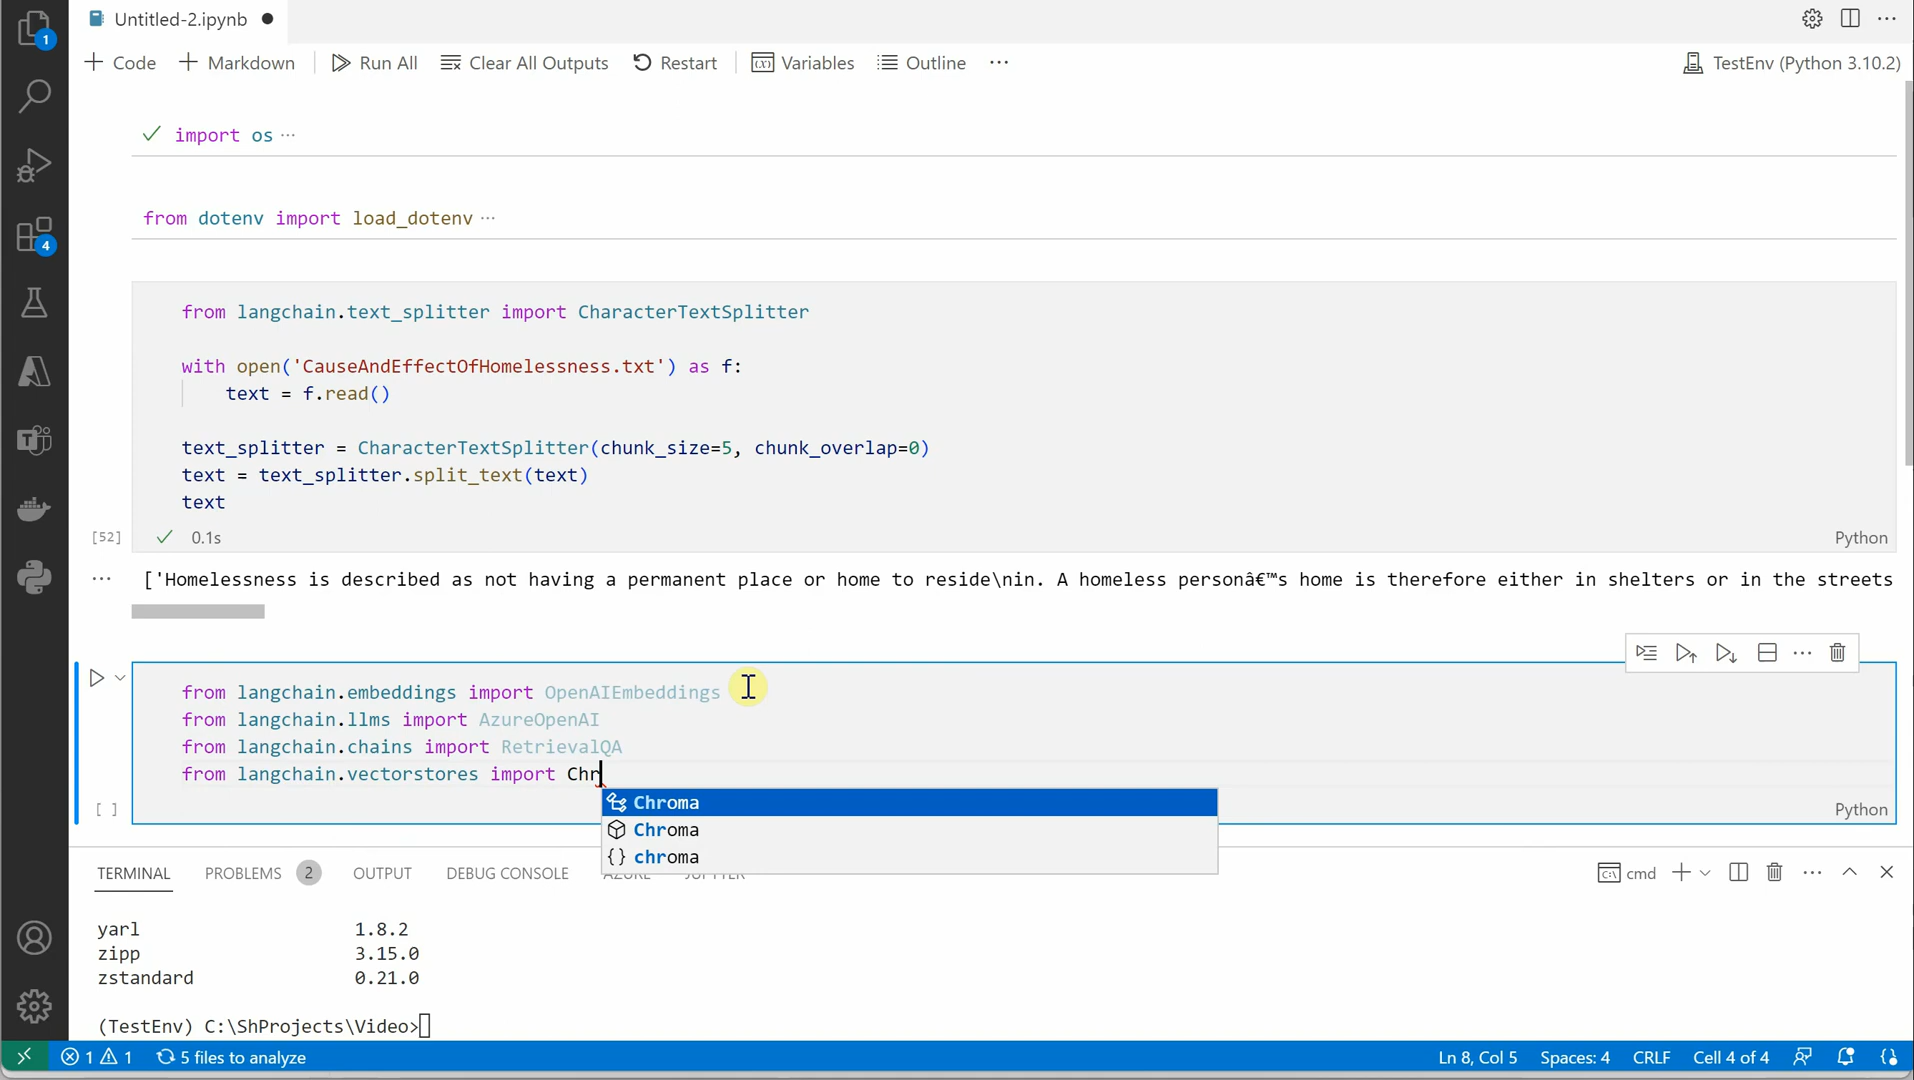 Untitled-2.ipynb
1
Code
Markdown
Run All
Clear All Outputs
Restart
Variables
Outline
...
TestEnv (Python 3.10.2)
import os ...
from dotenv import load_dotenv ...
4
from langchain.text_splitter import CharacterTextSplitter
with open('CauseAndEffectOfHomelessness.txt') as f:
text = f.read()
text_splitter = CharacterTextSplitter(chunk_size=5, chunk_overlap=0)
text = text_splitter.split_text(text)
text
[52]
0.1s
Python
... ['Homelessness is described as not having a permanent place or home to reside\nin. A homeless personâ€™s home is therefore either in shelters or in the streets
from langchain.embeddings import OpenAIEmbeddings
from langchain.llms import AzureOpenAI
from langchain.chains import RetrievalQA
from langchain.vectorstores import Chr
[ ]
Python
Chroma
Chroma
{} chroma
TERMINAL
PROBLEMS 2
OUTPUT
DEBUG CONSOLE
AZURE
JUPYTER
cmd
yarl 1.8.2
zipp 3.15.0
zstandard 0.21.0
(TestEnv) C:\ShProjects\Video>
1 1
5 files to analyze
Ln 8, Col 5
Spaces: 4
CRLF
Cell 4 of 4